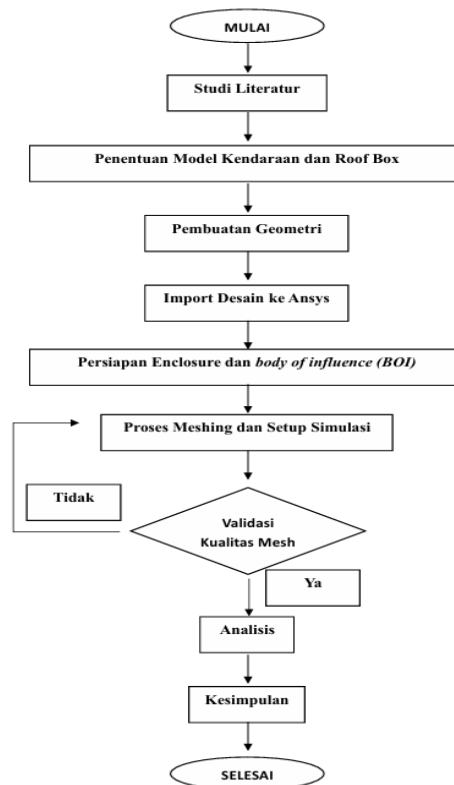 MULAI
Studi Literatur
Penentuan Model Kendaraan dan Roof Box
Pembuatan Geometri
Import Desain ke Ansys
Persiapan Enclosure dan body of influence (BOI)
Proses Meshing dan Setup Simulasi
Tidak
Validasi
Kualitas Mesh
Ya
Analisis
Kesimpulan
SELESAI